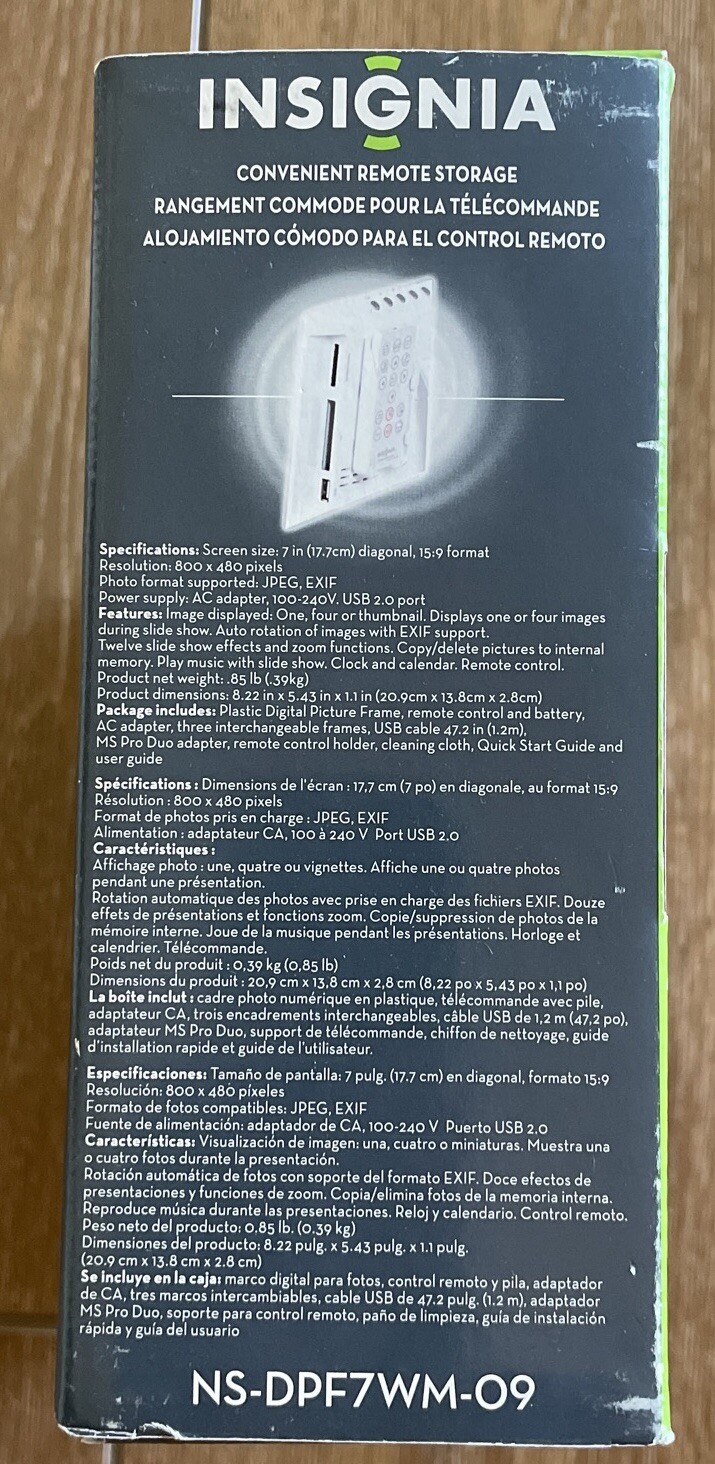 INSIGNIA
CONVENIENT REMOTE STORAGE
RANGEMENT COMMODE POUR LA TÉLÉCOMMANDE
ALOJAMIENTO CÓMODO PARA EL CONTROL REMOTO
Specifications: Screen size: 7 in (17.7cm) diagonal, 15:9 format
Resolution: 800 x 480 pixels
Photo format supported: JPEG, EXIF
Power supply: AC adapter, 100-240V. USB 2.0 port
Features: Image displayed: One, four or thumbnail. Displays one or four images
during slide show. Auto rotation of images with EXIF support.
Twelve slide show effects and zoom functions. Copy/delete pictures to internal
memory. Play music with slide show. Clock and calendar. Remote control.
Product net weight: .85 lb (.39kg)
Product dimensions: 8.22 in x 5.43 in x 1.1 in (20.9cm x 13.8cm x 2.8cm)
Package includes: Plastic Digital Picture Frame, remote control and battery,
AC adapter, three interchangeable frames, USB cable 47.2 in (1.2m),
MS Pro Duo adapter, remote control holder, cleaning cloth, Quick Start Guide and
user guide
Spécifications : Dimensions de l'écran : 17,7 cm (7 po) en diagonale, au format 15:9
Résolution : 800 x 480 pixels
Format de photos pris en charge : JPEG, EXIF
Alimentation : adaptateur CA, 100 à 240 V Port USB 2.0
Caractéristiques :
Affichage photo : une, quatre ou vignettes. Affiche une ou quatre photos
pendant une présentation.
Rotation automatique des photos avec prise en charge des fichiers EXIF. Douze
effets de présentations et fonctions zoom. Copie/suppression de photos de la
mémoire interne. Joue de la musique pendant les présentations. Horloge et
calendrier. Télécommande.
Poids net du produit : 0,39 kg (0,85 lb)
Dimensions du produit : 20,9 cm x 13,8 cm x 2,8 cm (8,22 po x 5,43 po x 1,1 po)
La boîte inclut : cadre photo numérique en plastique, télécommande avec pile,
adaptateur CA, trois encadrements interchangeables, câble USB de 1,2 m (47,2 po),
adaptateur MS Pro Duo, support de télécommande, chiffon de nettoyage, guide
d'installation rapide et guide de l'utilisateur.
Especificaciones: Tamaño de pantalla: 7 pulg. (17.7 cm) en diagonal, formato 15:9
Resolución: 800 x 480 píxeles
Formato de fotos compatibles: JPEG, EXIF
Fuente de alimentación: adaptador de CA, 100-240 V Puerto USB 2.0
Características: Visualización de imagen: una, cuatro o miniaturas. Muestra una
o cuatro fotos durante la presentación.
Rotación automática de fotos con soporte del formato EXIF. Doce efectos de
presentaciones y funciones de zoom. Copia/elimina fotos de la memoria interna.
Reproduce música durante las presentaciones. Reloj y calendario. Control remoto.
Peso neto del producto: 0.85 lb. (0.39 kg)
Dimensiones del producto: 8.22 pulg. x 5.43 pulg. x 1.1 pulg.
(20.9 cm x 13.8 cm x 2.8 cm)
Se incluye en la caja: marco digital para fotos, control remoto y pila, adaptador
de CA, tres marcos intercambiables, cable USB de 47.2 pulg. (1.2 m), adaptador
MS Pro Duo, soporte para control remoto, paño de limpieza, guía de instalación
rápida y guía del usuario
NS-DPF7WM-09